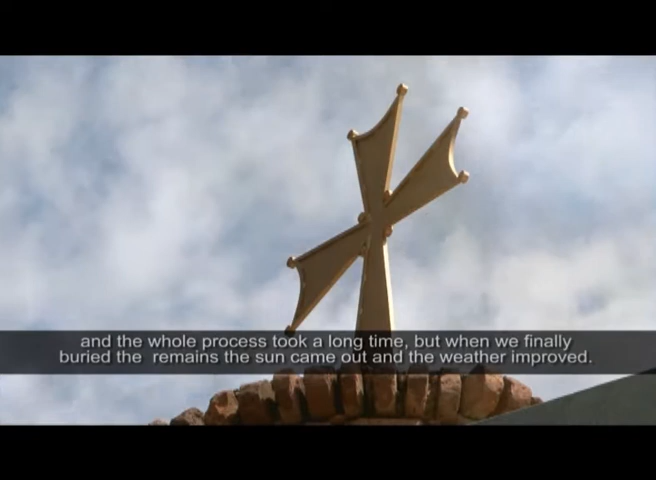 and the whole process took a long time, but when we finally
buried the  remains the sun came out and the weather improved.